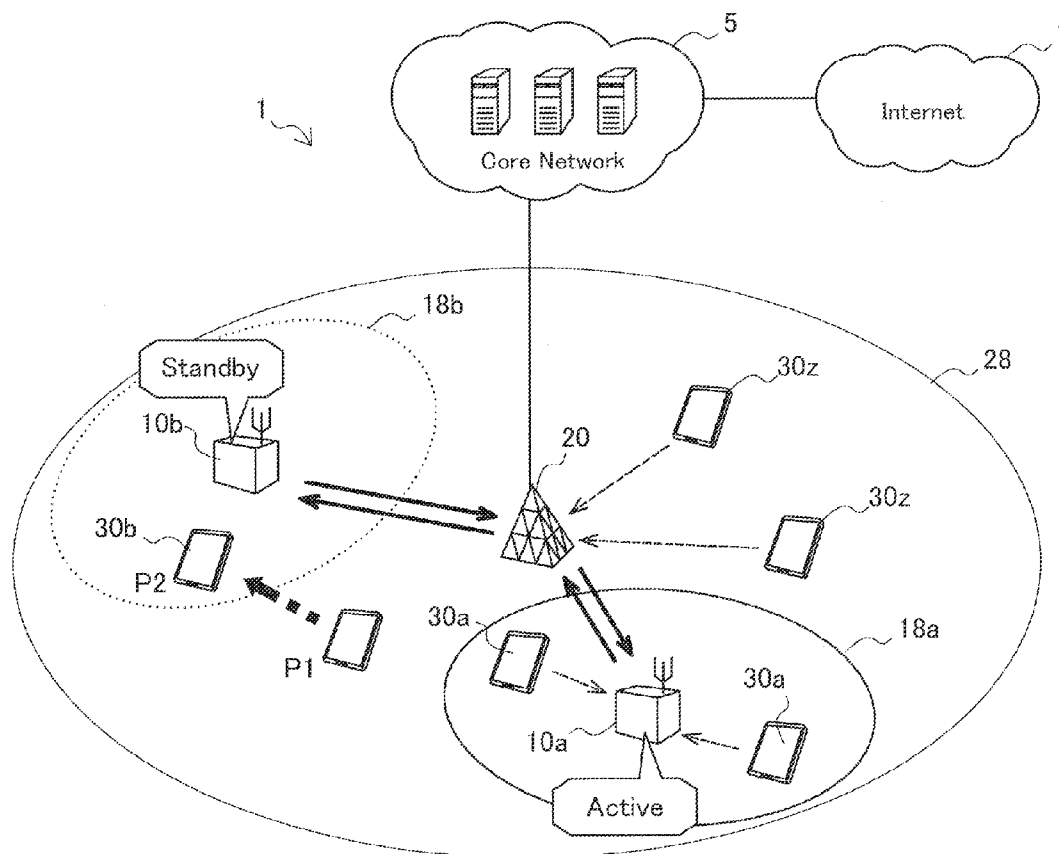 5
1
Internet
Core Network
18b
Standby
30z
28
10b
20
30z
30b
P2
30a
18a
P1
30a
10a
Active